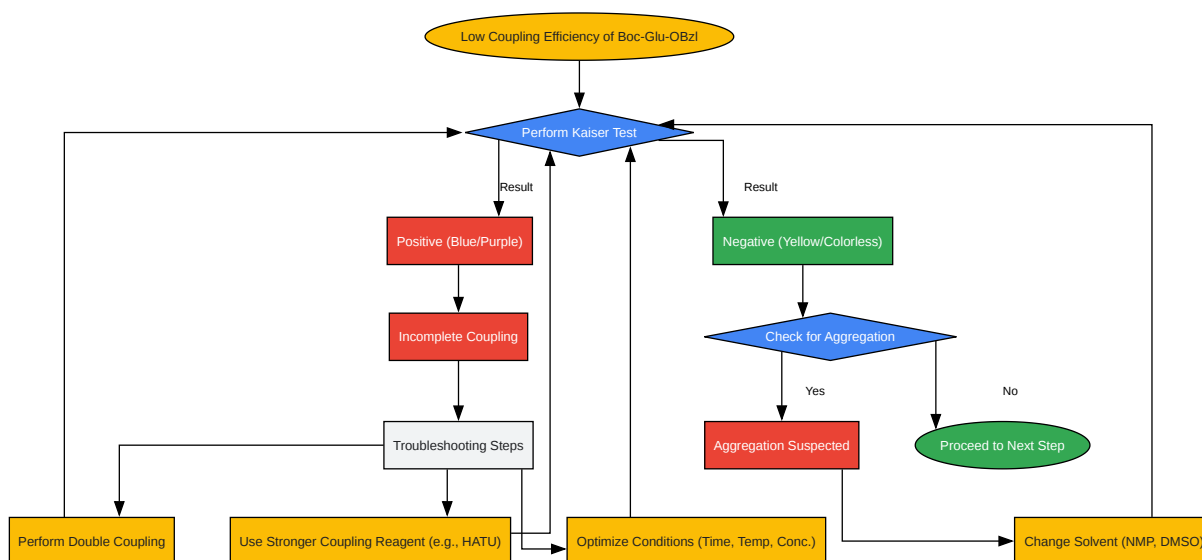 Low Coupling Efficiency of Boc-Glu-OBzl
Perform Kaiser Test
Result
Result
Positive (Blue/Purple)
Negative (Yellow/Colorless)
Incomplete Coupling
Check for Aggregation
Yes
No
Troubleshooting Steps
Aggregation Suspected
Proceed to Next Step
Perform Double Coupling
Use Stronger Coupling Reagent (e.g., HATU)
Optimize Conditions (Time, Temp, Conc.)
Change Solvent (NMP, DMSO)